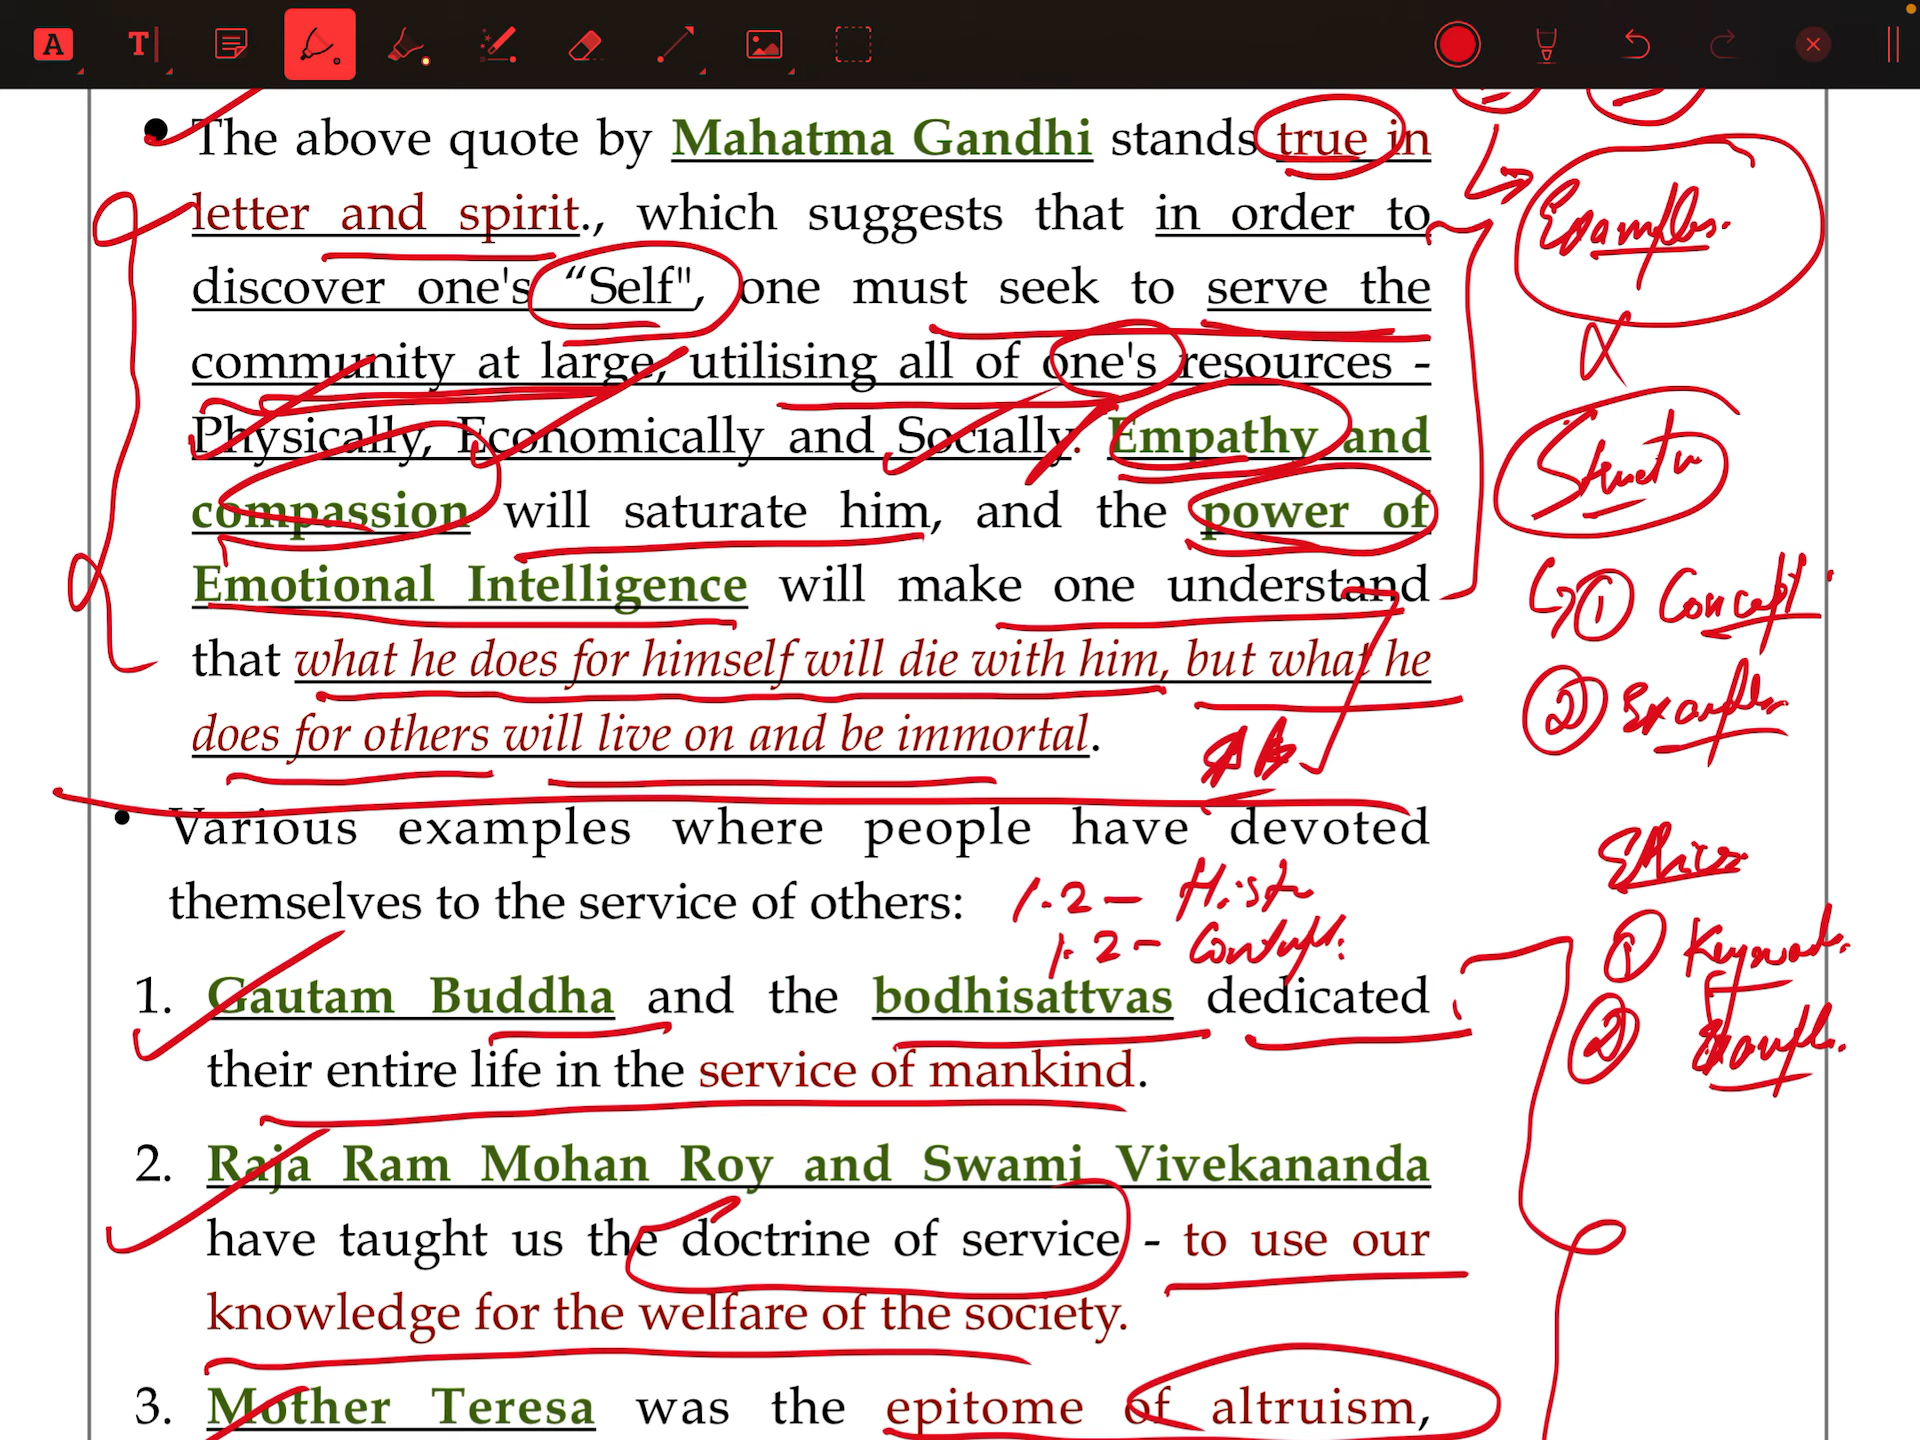 The above quote by Mahatma Gandhi stands true in
letter and spirit., which suggests that in order to
discover one's “Self", one must seek to serve the
community at large, utilising all of one's resources -
Physically, Economically and Socially. Empathy and
compassion will saturate him, and the power of
Emotional Intelligence will make one understand
that what he does for himself will die with him, but what he
does for others will live on and be immortal.
• Various examples where people have devoted
themselves to the service of others:
1. Gautam Buddha and the bodhisattvas dedicated
their entire life in the service of mankind.
2. Raja Ram Mohan Roy and Swami Vivekananda
have taught us the doctrine of service - to use our
knowledge for the welfare of the society.
3. Mother Teresa was the epitome of altruism,
Examples.
① Concept
② Examples
Ethics
① Keywords.
② Example.